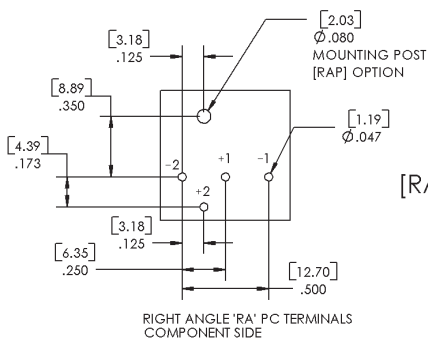 [3.18]
.125
[2.03]
Ø.080
MOUNTING POST
[RAP] OPTION
[8.89]
.350
[1.19]
Ø.047
[4.39]
.173
-2
+1
-1
[RA
+2
[3.18]
.125
[6.35]
.250
[12.70]
.500
RIGHT ANGLE 'RA' PC TERMINALS
COMPONENT SIDE